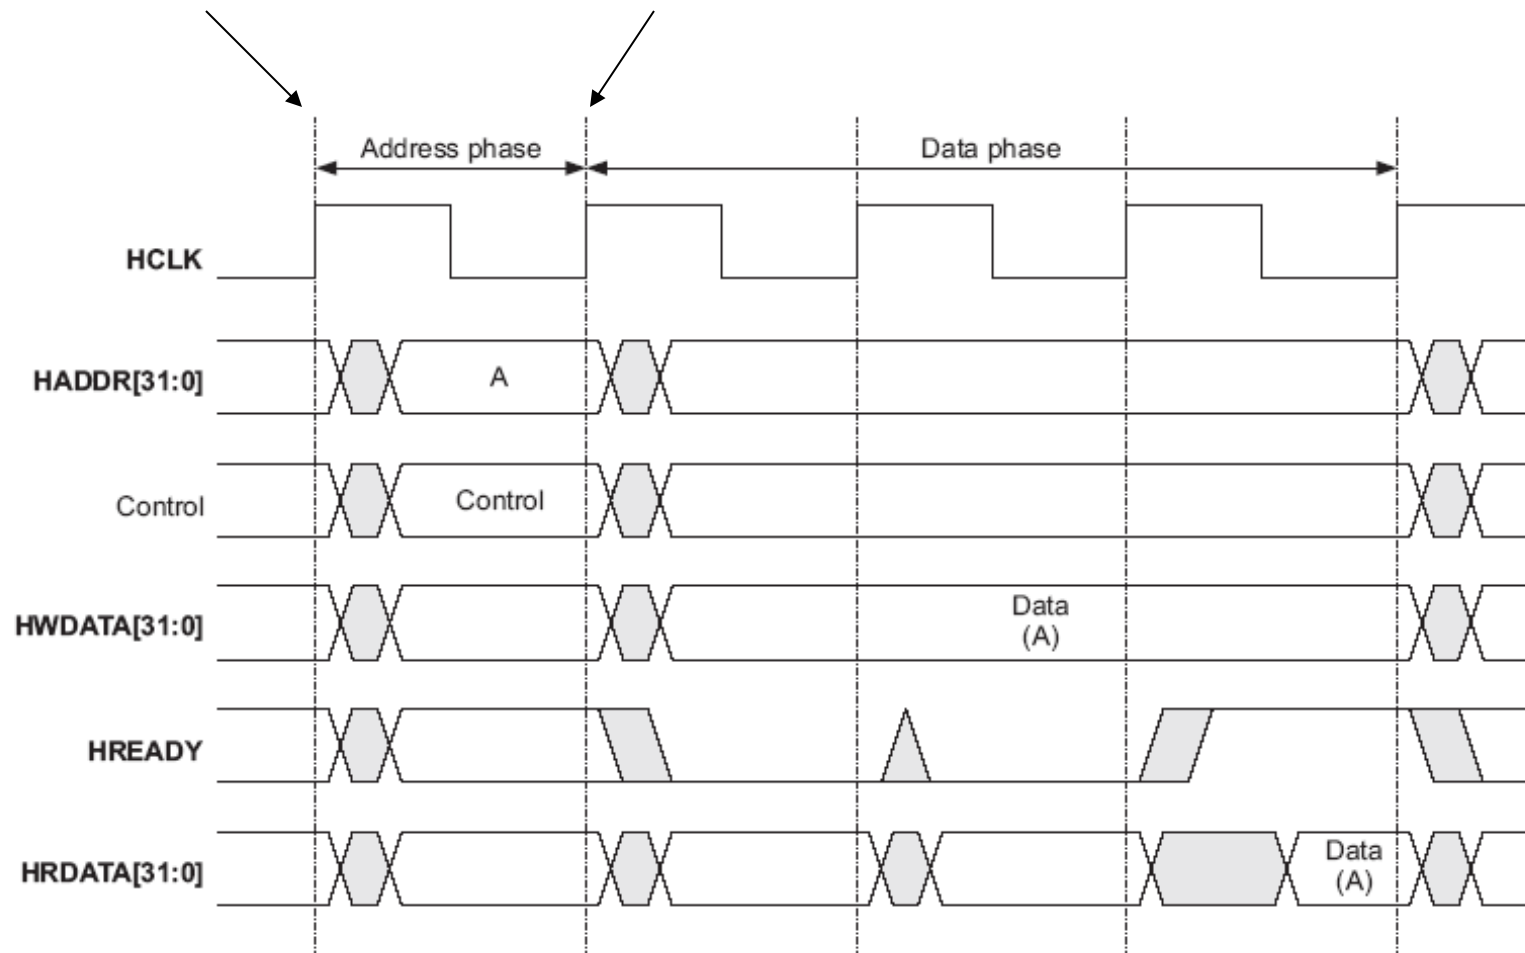 Address phase
Data phase
HCLK
HADDR[31:0]
A
Control
Control
HWDATA[31:0]
Data
(A)
HREADY
HRDATA[31:0]
Data
(A)